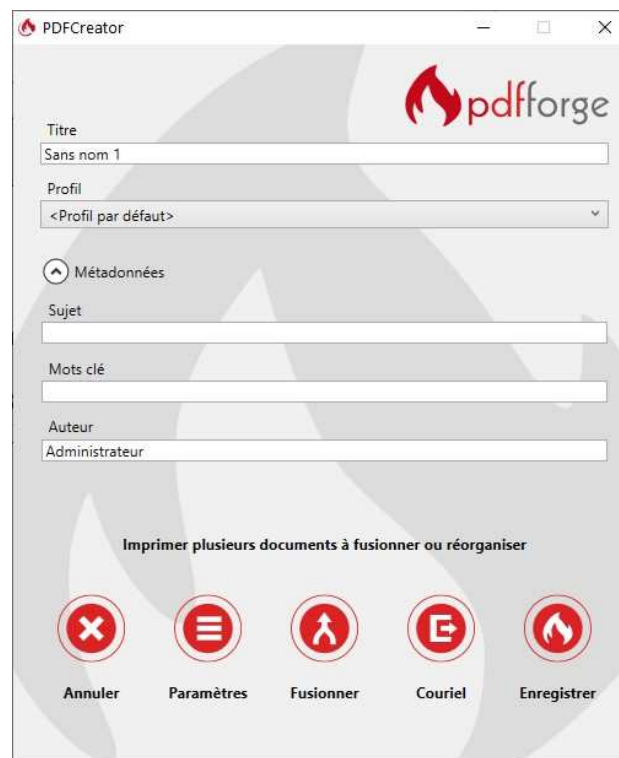 PDFCreator
pdfforge
Titre
Sans nom 1
Profil
<Profil par défaut>
Métadonnées
Sujet
Mots clé
Auteur
Administrateur
Imprimer plusieurs documents à fusionner ou réorganiser
Annuler Paramètres Fusionner Couriel Enregistrer